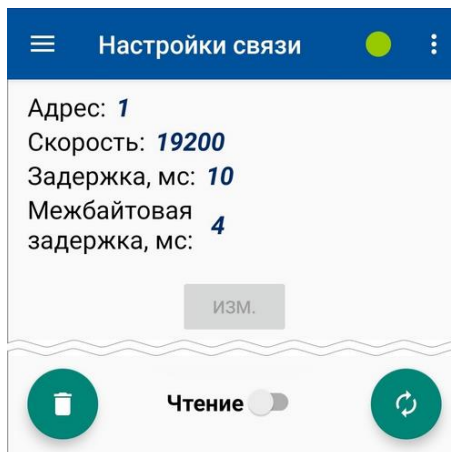 Настройки связи
Адрес: 1
Скорость: 19200
Задержка, мс: 10
Межбайтовая
задержка, мс: 4
изм.
Чтение